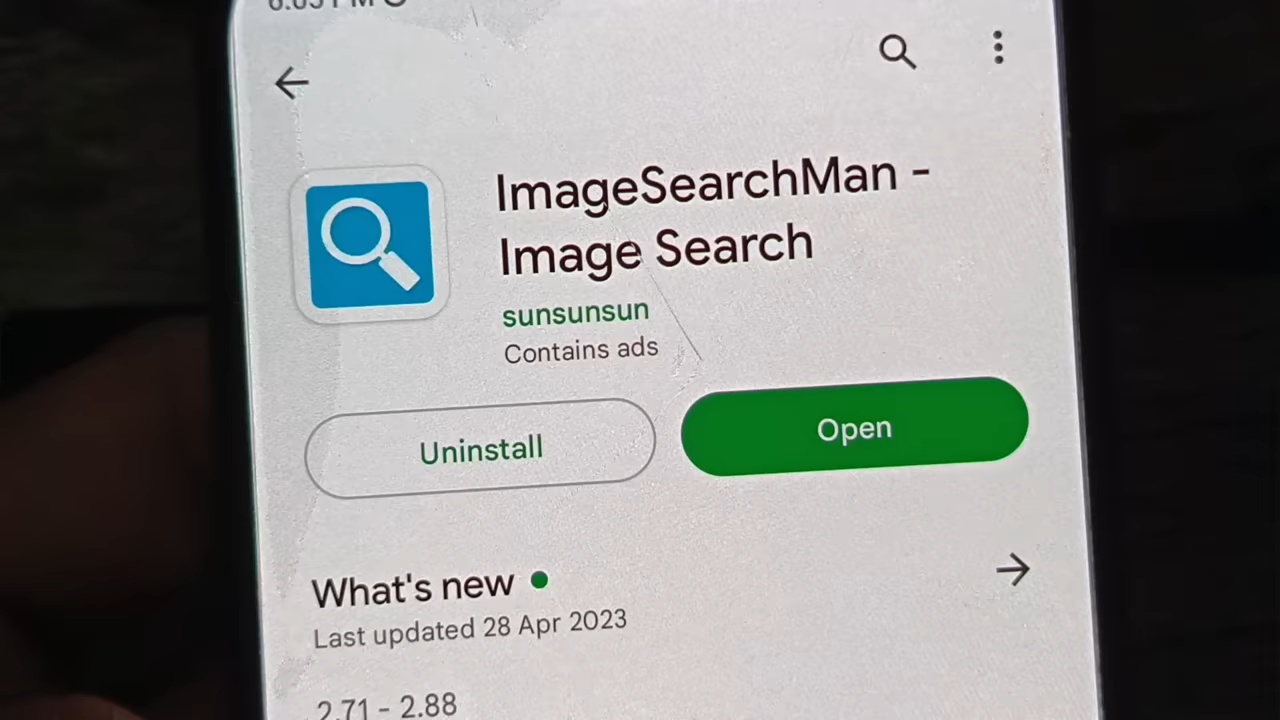 ImageSearchMan -
Image Search
sunsunsun
Contains ads
Uninstall
Open
What's new
Last updated 28 Apr 2023
2.71 - 2.88